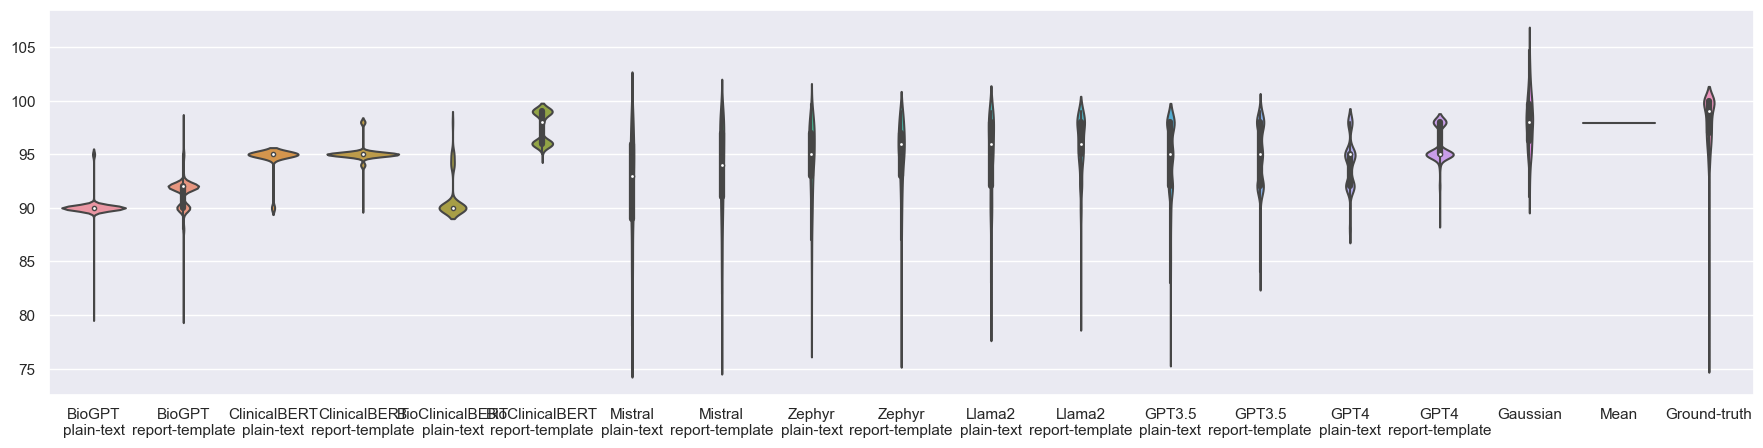 105
100
95
90
85
80
75
BioGPT
plain-text
BioGPT
report-template
ClinicalBERT
plain-text
ClinicalBERT
report-template
BioClinicalBERT
plain-text
BioClinicalBERT
report-template
Mistral
plain-text
Mistral
report-template
Zephyr
plain-text
Zephyr
report-template
Llama2
plain-text
Llama2
report-template
GPT3.5
plain-text
GPT3.5
report-template
GPT4
plain-text
GPT4
report-template
Gaussian
Mean
Ground-truth